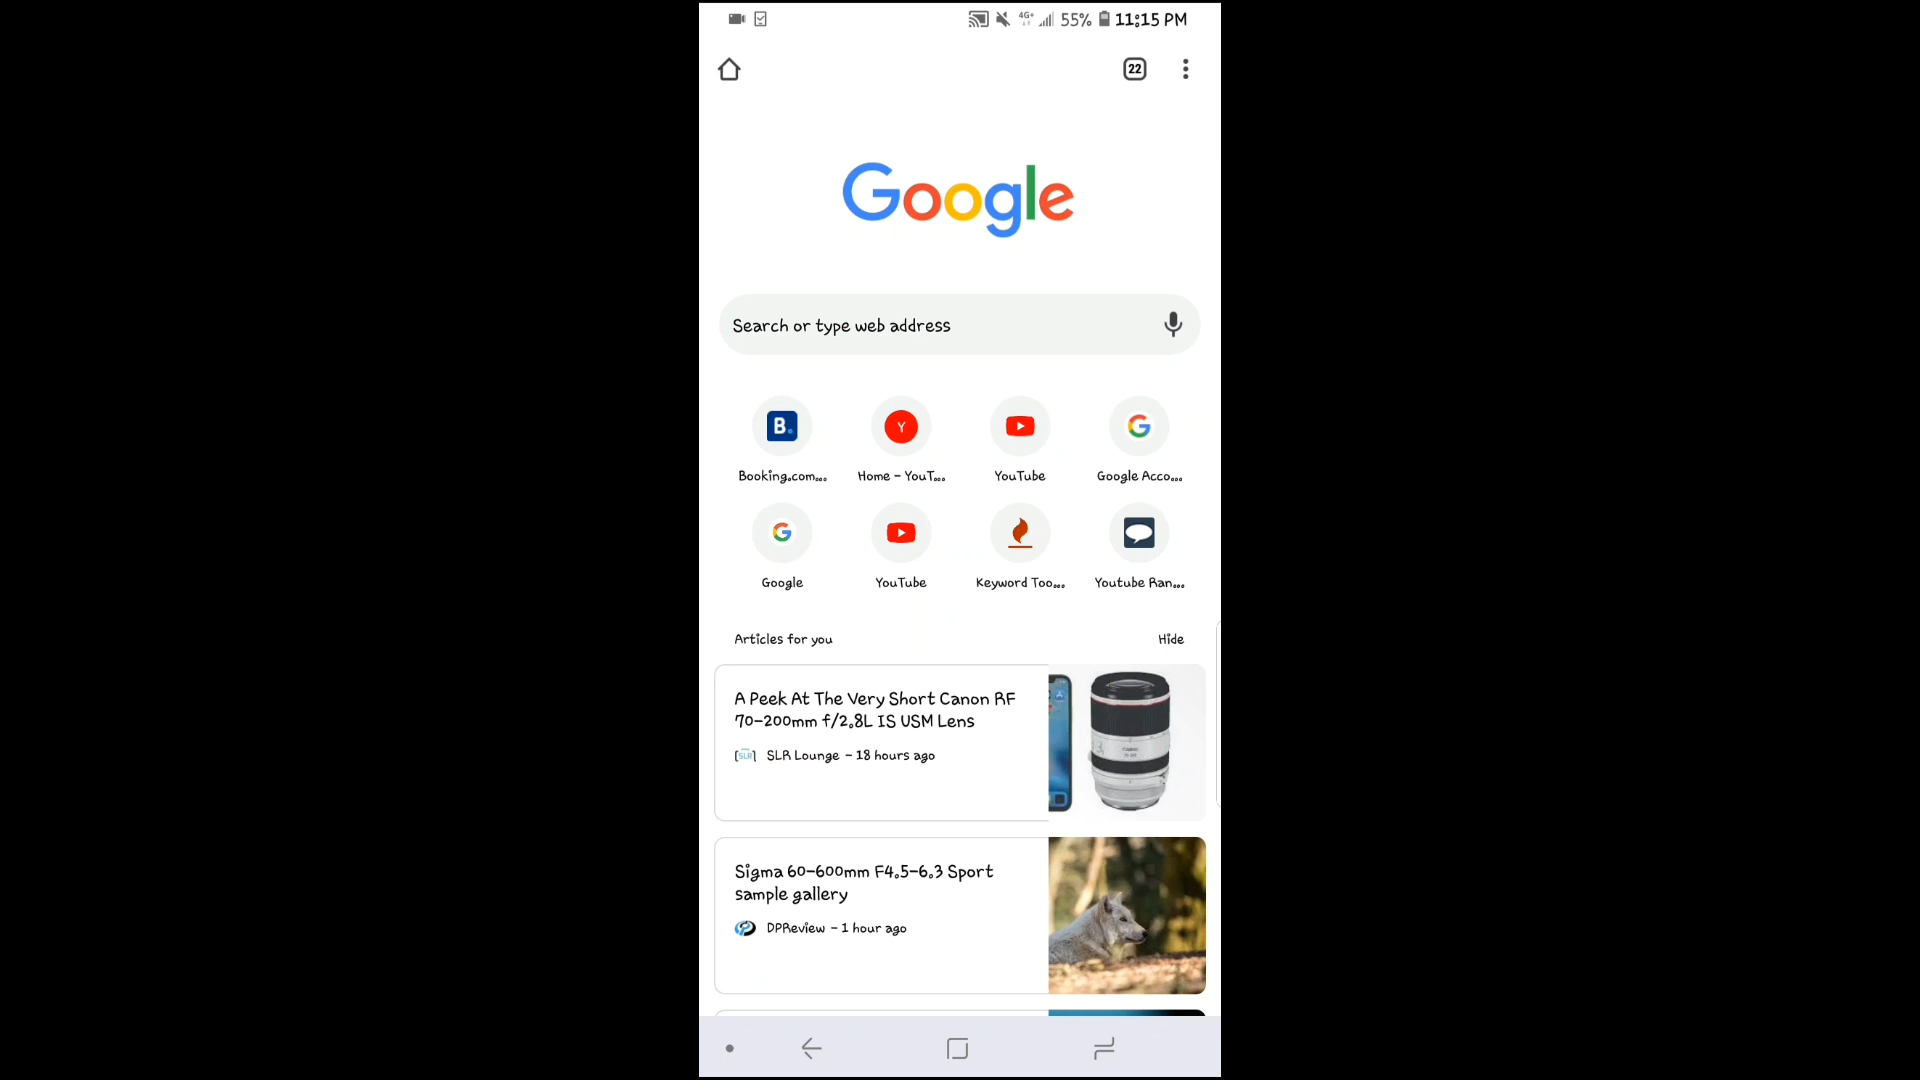 4G+ 55% 11:15 PM
22
Google
Search or type web address
B. Y
Booking.com... Home - YouT... YouTube Google Acco...
Google YouTube Keyword Too... Youtube Ran...
Articles for you Hide
A Peek At The Very Short Canon RF
70-200mm f/2.8L IS USM Lens
SLR SLR Lounge - 18 hours ago
Sigma 60-600mm F4.5-6.3 Sport
sample gallery
DPReview - 1 hour ago